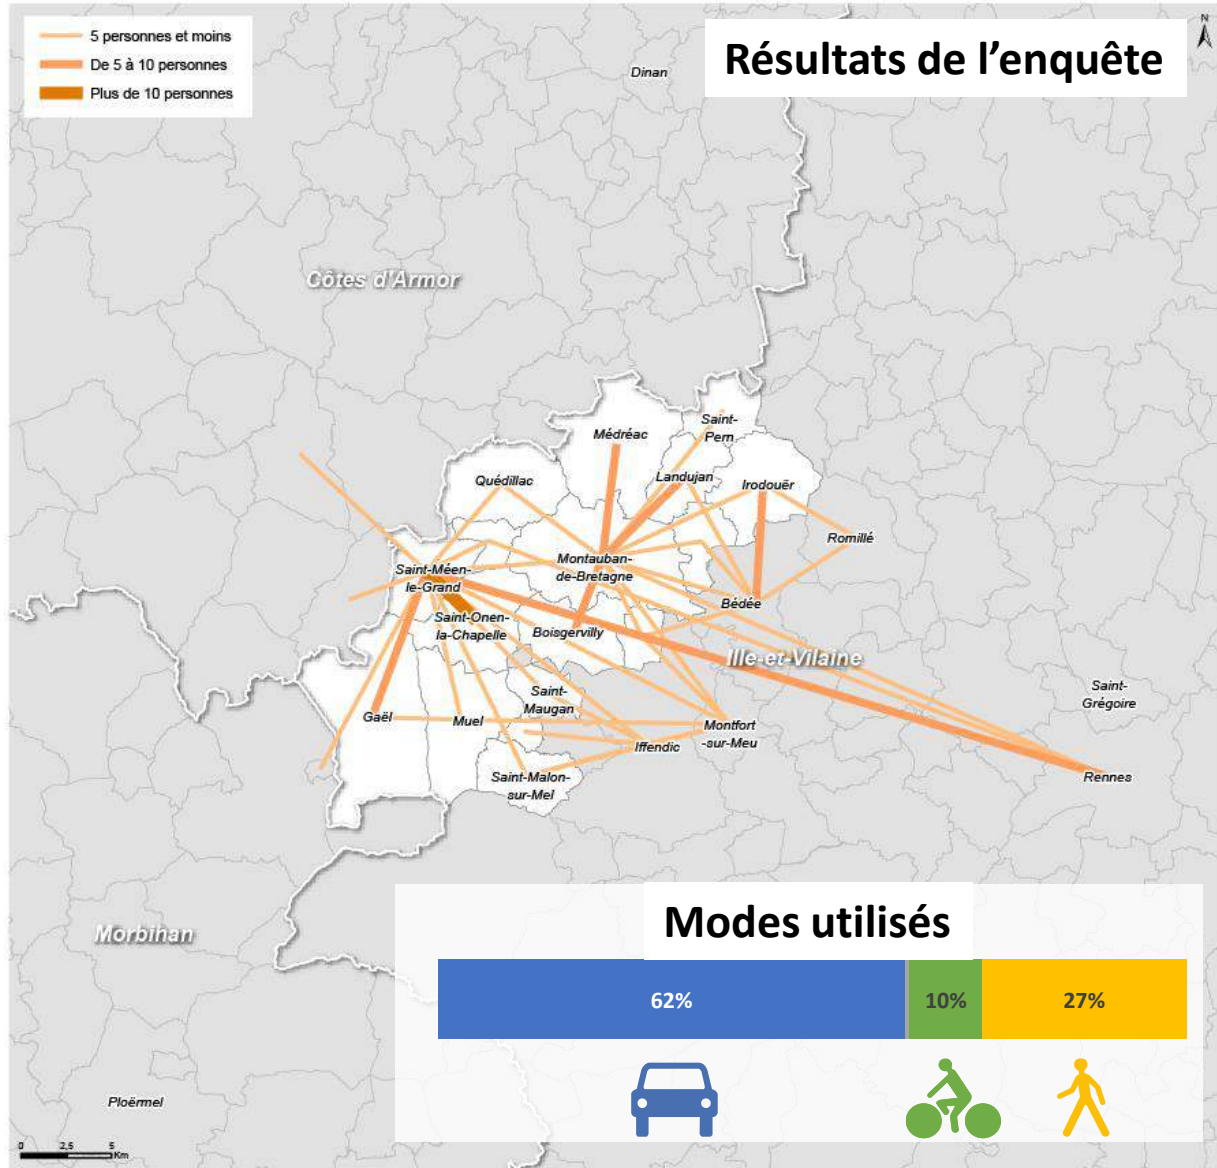 5 personnes et moins
De 5 à 10 personnes
Plus de 10 personnes
Résultats de l'enquête
N
Dinan
Côtes d'Armor
Saint-
Pern
Médréac
Landujan
Irodouër
Quédillac
Romillé
Montauban-
de-Bretagne
Saint-Méen-
le-Grand
Bédée
Saint-Onen-
la-Chapelle
Boisgervilly
Ille-et-Vilaine
Saint-
Grégoire
Saint-
Maugan
Gaël
Muel
Montfort
-sur-Meu
Iffendic
Saint-Malon-
sur-Mel
Rennes
Morbihan
Ploërmel
Modes utilisés
62%
10%
27%
0 2,5 5
Km